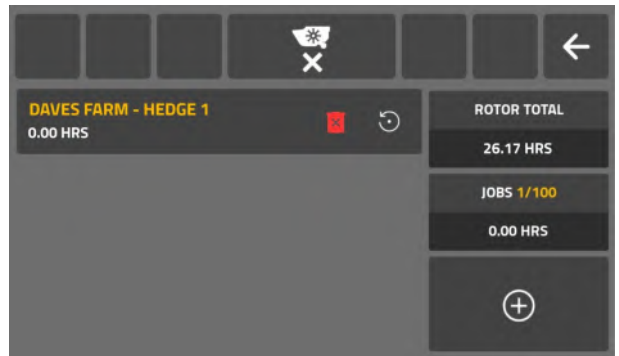 DAVES FARM - HEDGE 1
0.00 HRS
ROTOR TOTAL
26.17 HRS
JOBS 1/100
0.00 HRS